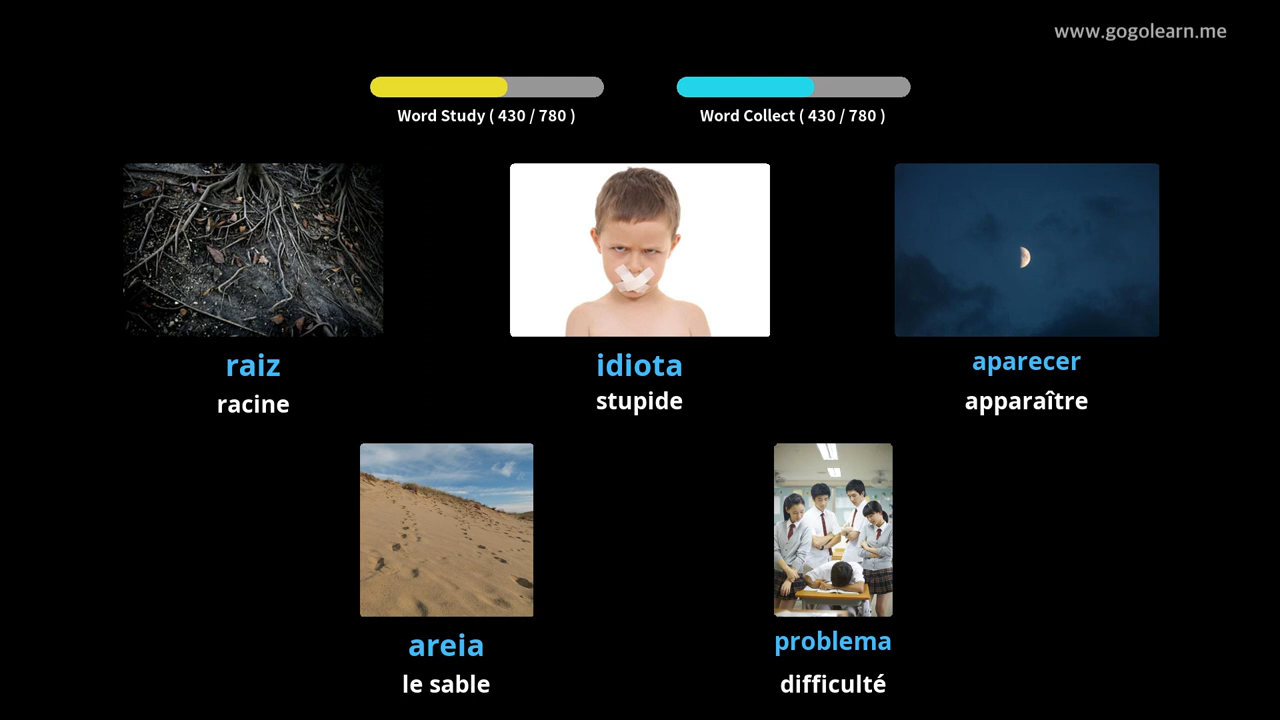 www.gogolearn.me
Word Study ( 430 / 780 )
Word Collect ( 430 / 780 )
raiz
racine
idiota
stupide
aparecer
apparaître
areia
le sable
problema
difficulté